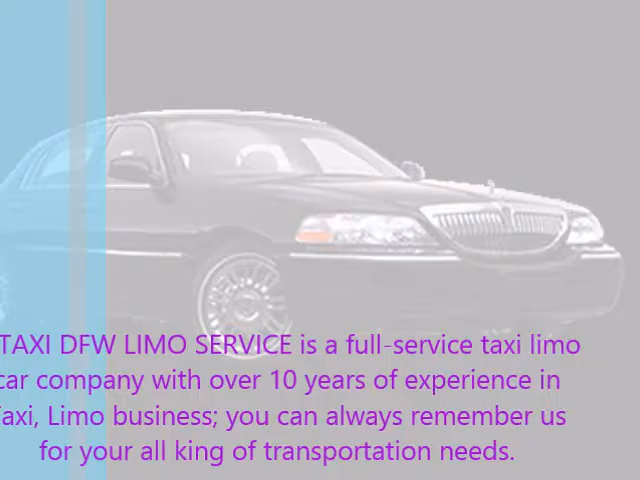 TAXI DFW LIMO SERVICE is a full-service taxi limo
car company with over 10 years of experience in
axi, Limo business; you can always remember us
for your all king of transportation needs.